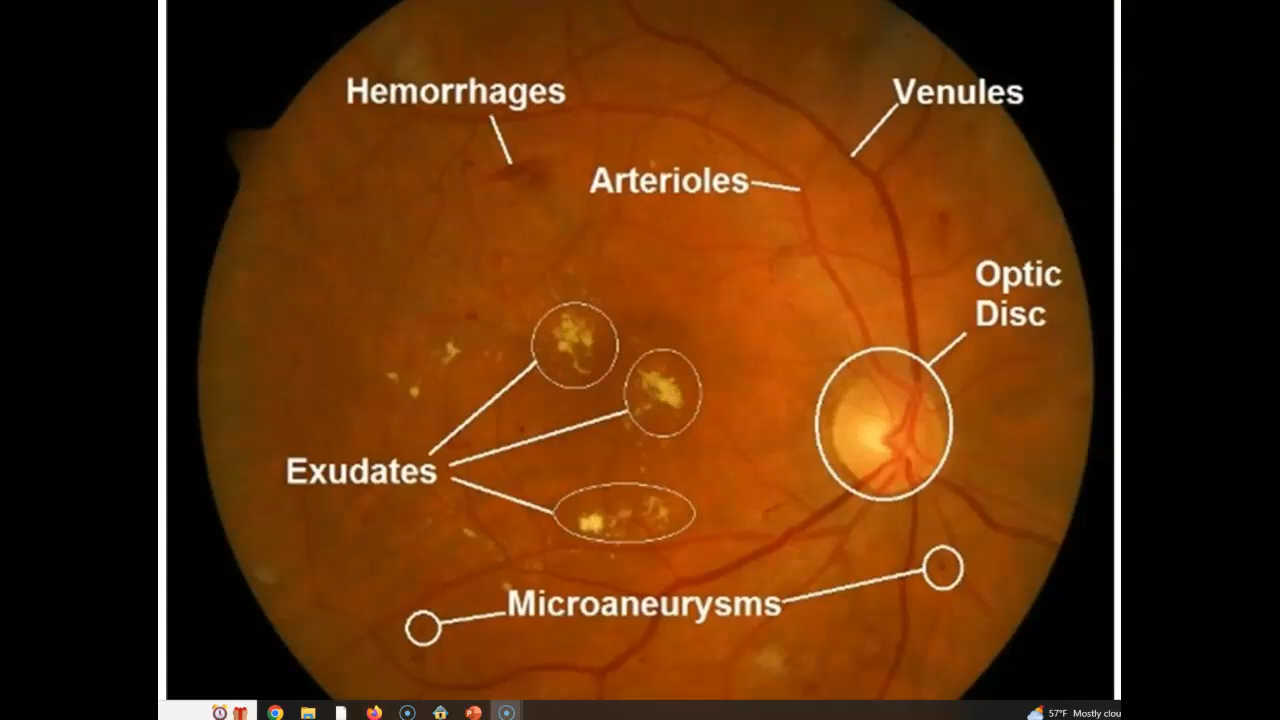 Hemorrhages
Venules
Arterioles
Optic
Disc
Exudates
Microaneurysms
57°F Mostly clou